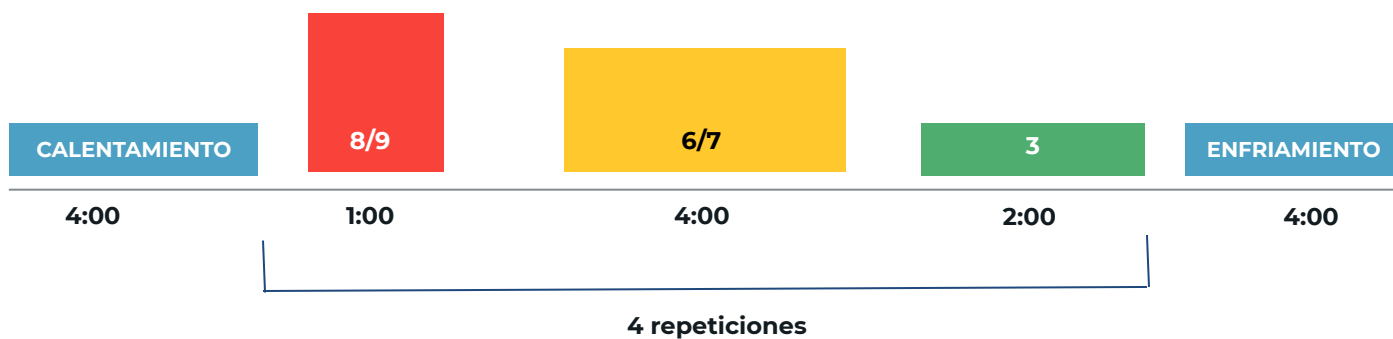 8/9
6/7
3
CALENTAMIENTO
ENFRIAMIENTO
4:00
1:00
4:00
2:00
4:00
4 repeticiones